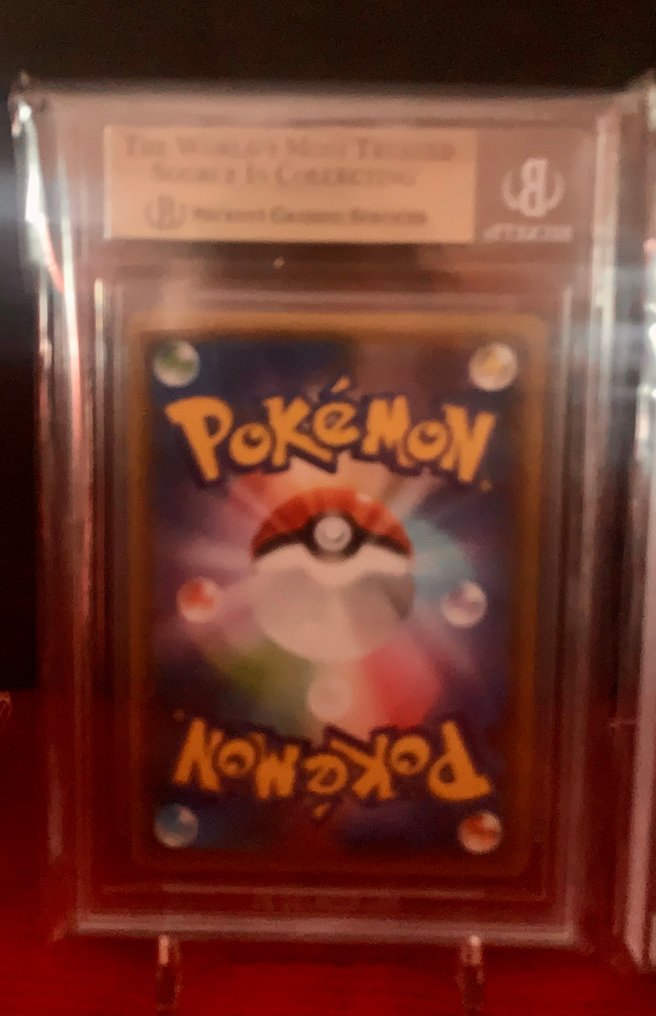 THE WORLD'S MOST TRUSTED
SOURCE IN COLLECTING
BECKETT GRADING SERVICES
POKéMON
POKéMON